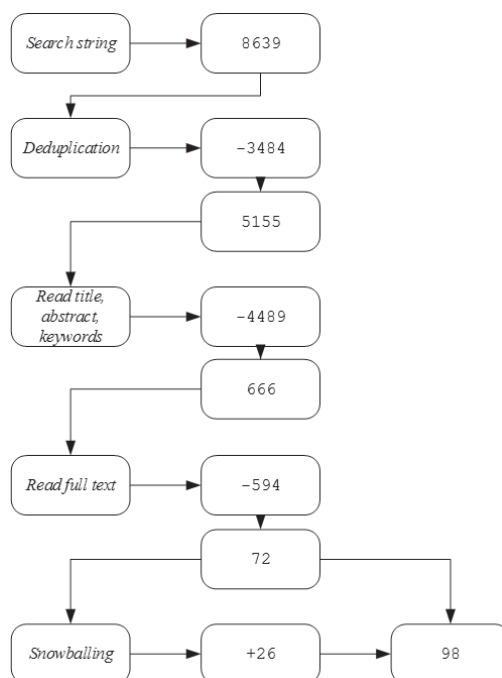 Search string
8639
Deduplication
-3484
5155
Read title,
abstract,
keywords
-4489
666
Read full text
-594
72
Snowballing
+26
98